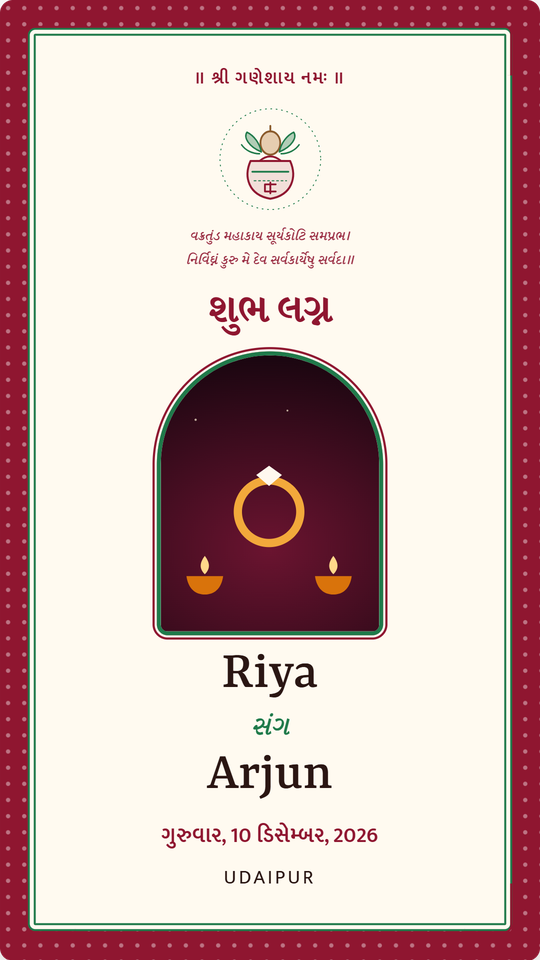 ॥ શ્રી ગણેશાય નમઃ ॥
વક્રતુંડ મહાકાય સૂર્યકોટિ સમપ્રભ।
નિર્વિઘ્નં કુરુ મે દેવ સર્વકાર્યેષુ સર્વદા॥
શુભ લગ્ન
Riya
સંગ
Arjun
ગુરુવાર, 10 ડિસેમ્બર, 2026
UDAIPUR